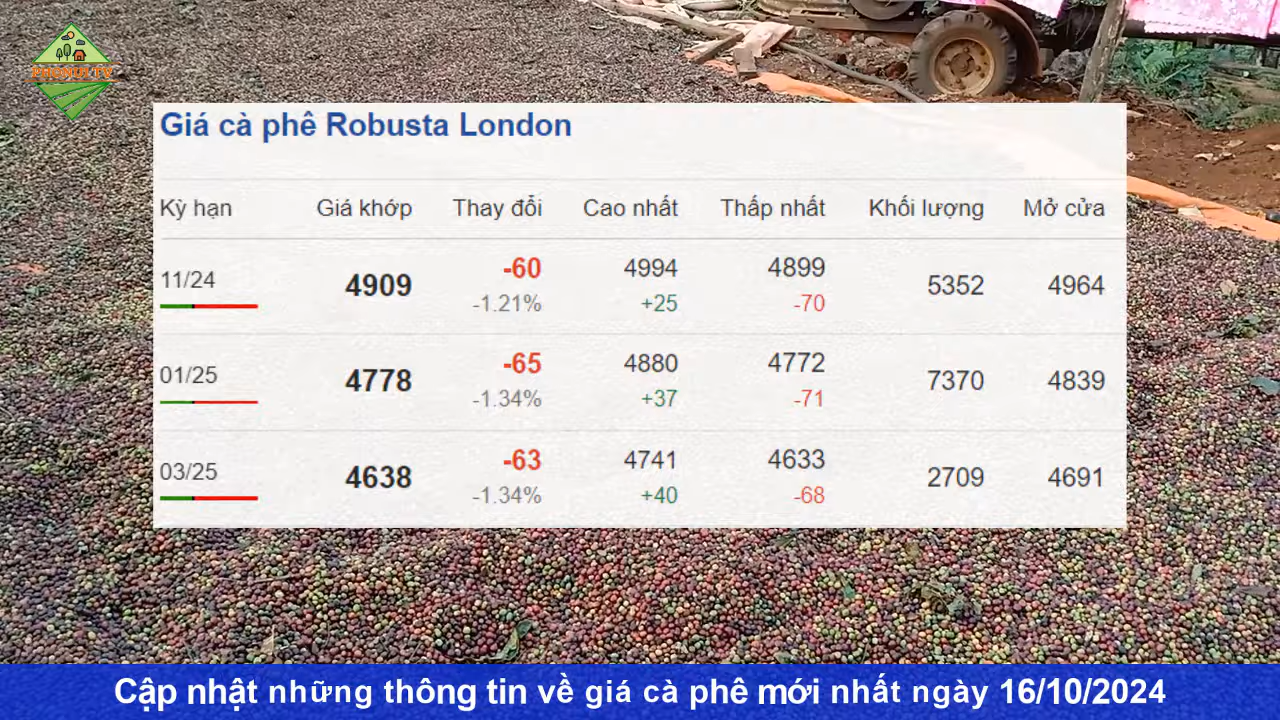 PHONUI TV
Giá cà phê Robusta London
Kỳ hạn Giá khớp Thay đổi Cao nhất Thấp nhất Khối lượng Mở cửa
11/24 4909 -60 4994 4899 5352 4964
-1.21% +25 -70
01/25 4778 -65 4880 4772 7370 4839
-1.34% +37 -71
03/25 4638 -63 4741 4633 2709 4691
-1.34% +40 -68
Cập nhật những thông tin về giá cà phê mới nhất ngày 16/10/2024